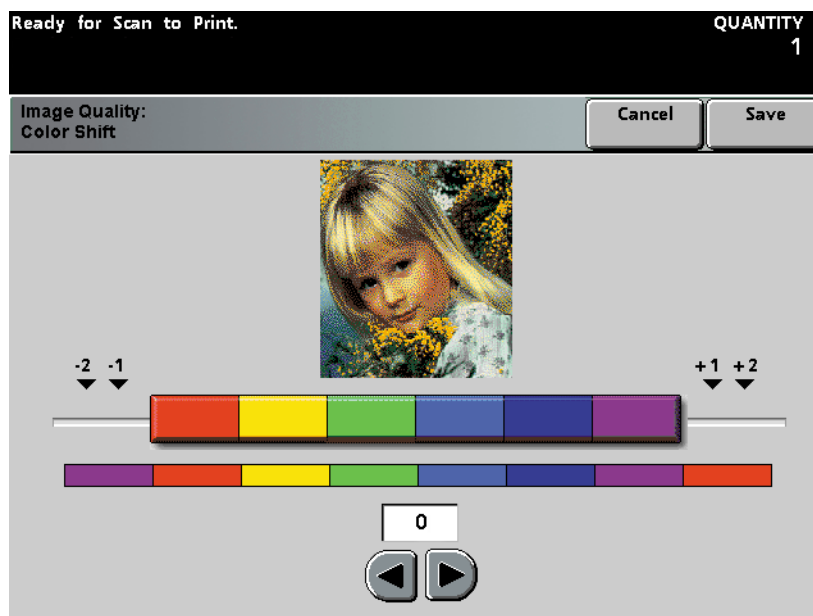 Ready for Scan to Print.
QUANTITY
1
Image Quality:
Color Shift
Cancel
Save
-2 -1
+1 +2
0